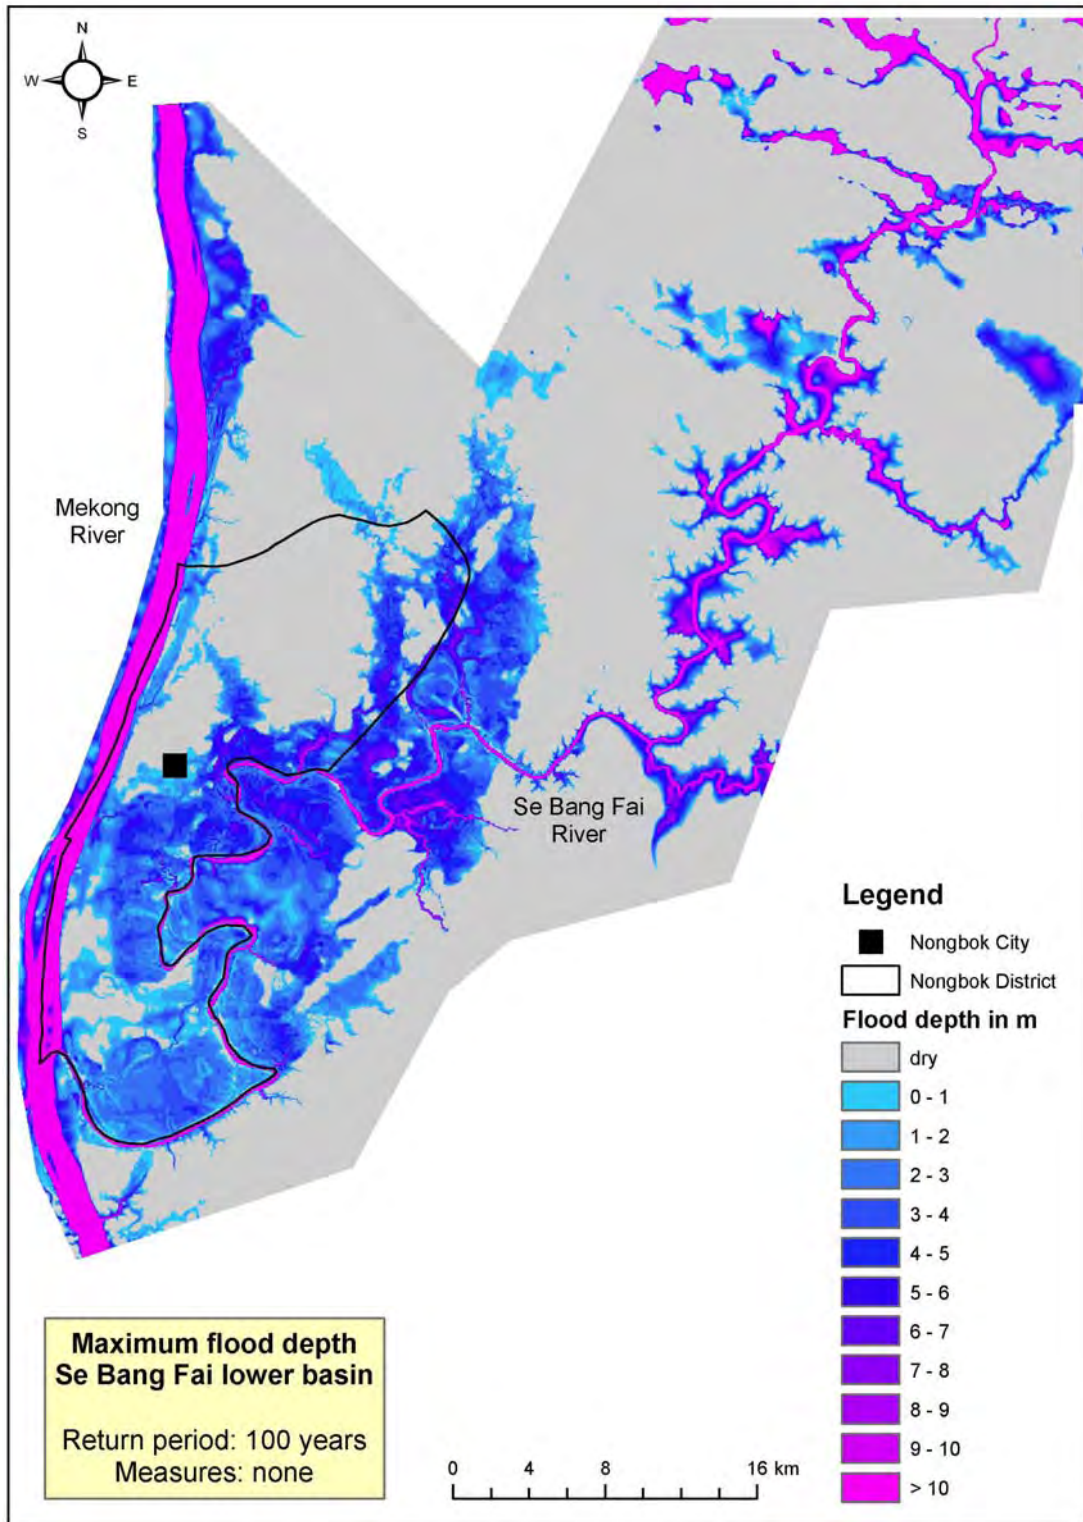 N
W E
S
Mekong
River
Se Bang Fai
River
Legend
Nongbok City
Nongbok District
Flood depth in m
dry
0 - 1
1 - 2
2 - 3
3 - 4
4 - 5
5 - 6
6 - 7
7 - 8
8 - 9
9 - 10
> 10
Maximum flood depth
Se Bang Fai lower basin
Return period: 100 years
Measures: none
0 4 8 16 km